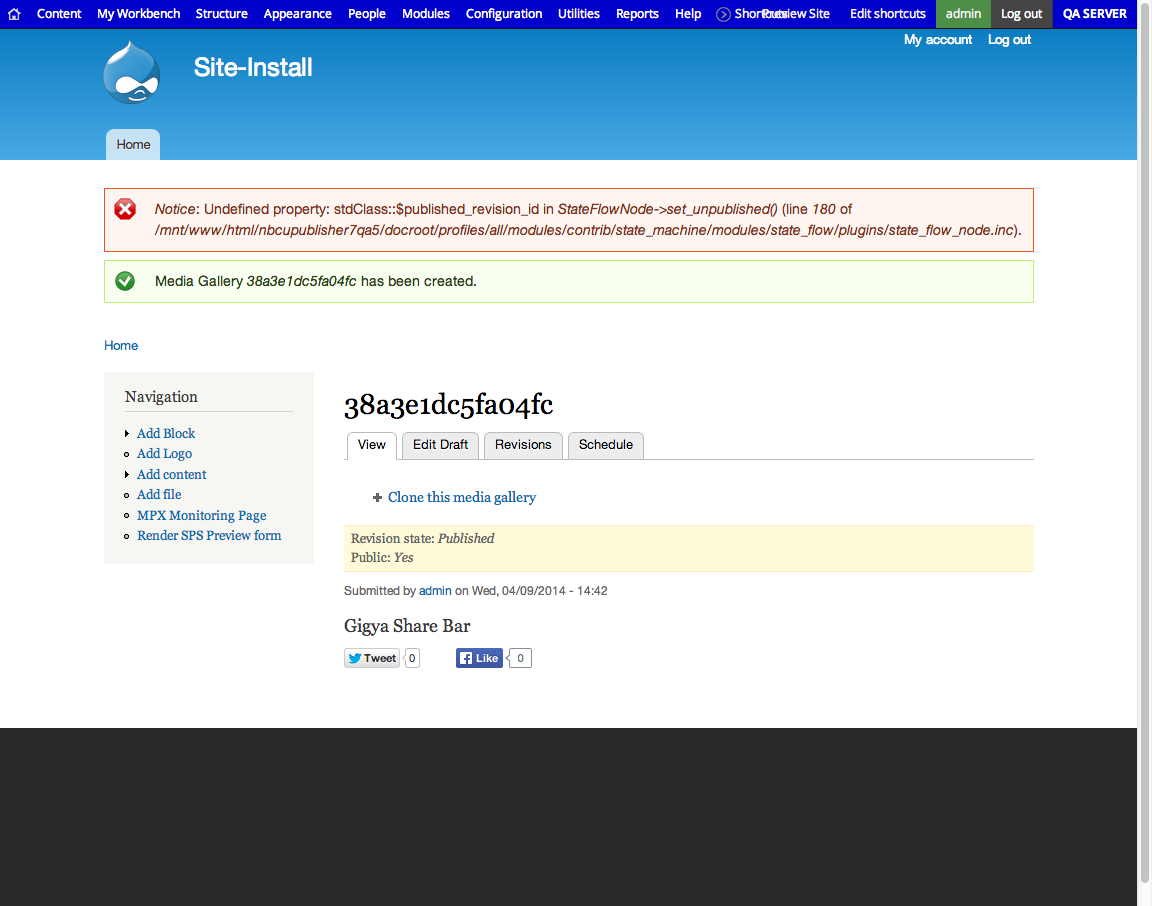 Content My Workbench Structure Appearance People Modules Configuration Utilities Reports Help Shortcuts Preview Site Edit shortcuts admin Log out QA SERVER
My account Log out
Site-Install
Home
Notice: Undefined property: stdClass::$published_revision_id in StateFlowNode->set_unpublished() (line 180 of
/mnt/www/html/nbcupublisher7qa5/docroot/profiles/all/modules/contrib/state_machine/modules/state_flow/plugins/state_flow_node.inc).
Media Gallery 38a3e1dc5fa04fc has been created.
Home
Navigation
Add Block
Add Logo
Add content
Add file
MPX Monitoring Page
Render SPS Preview form
38a3e1dc5fa04fc
View Edit Draft Revisions Schedule
Clone this media gallery
Revision state: Published
Public: Yes
Submitted by admin on Wed, 04/09/2014 - 14:42
Gigya Share Bar
Tweet 0 Like 0